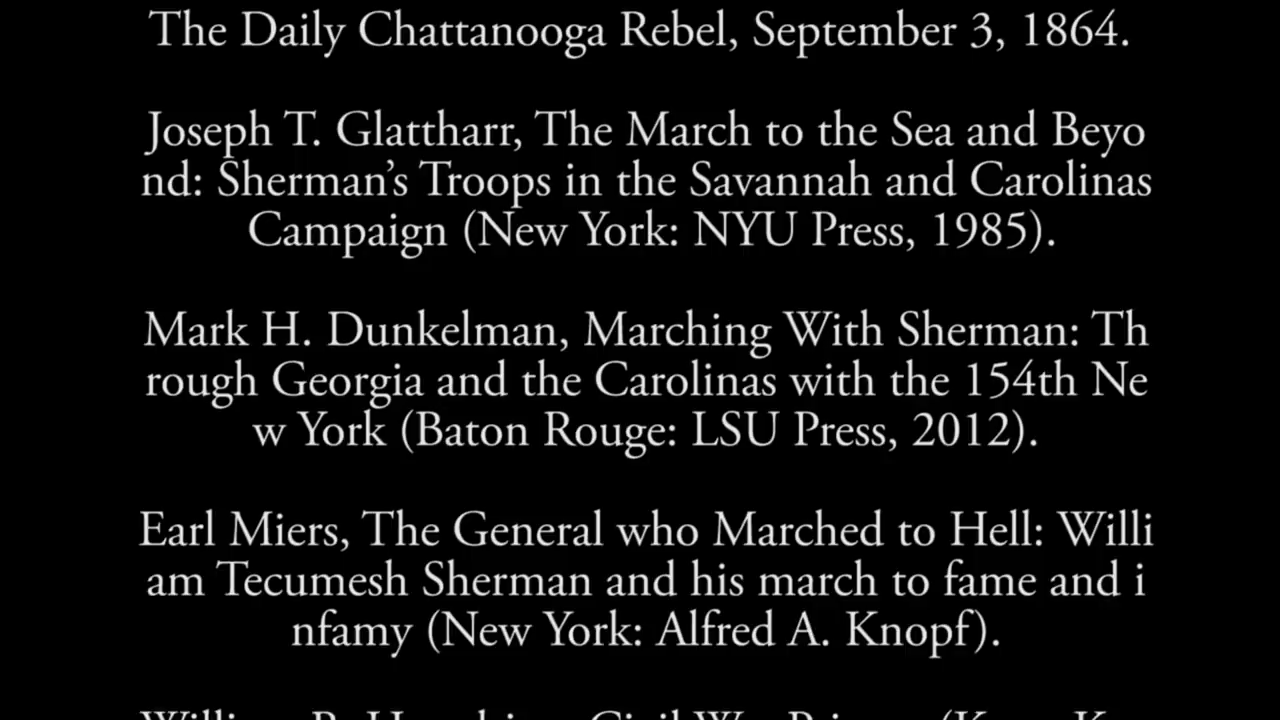 The Daily Chattanooga Rebel, September 3, 1864.
Joseph T. Glattharr, The March to the Sea and Beyo
nd: Sherman's Troops in the Savannah and Carolinas
Campaign (New York: NYU Press, 1985).
Mark H. Dunkelman, Marching With Sherman: Th
rough Georgia and the Carolinas with the 154th Ne
w York (Baton Rouge: LSU Press, 2012).
Earl Miers, The General who Marched to Hell: Willi
am Tecumesh Sherman and his march to fame and i
nfamy (New York: Alfred A. Knopf).